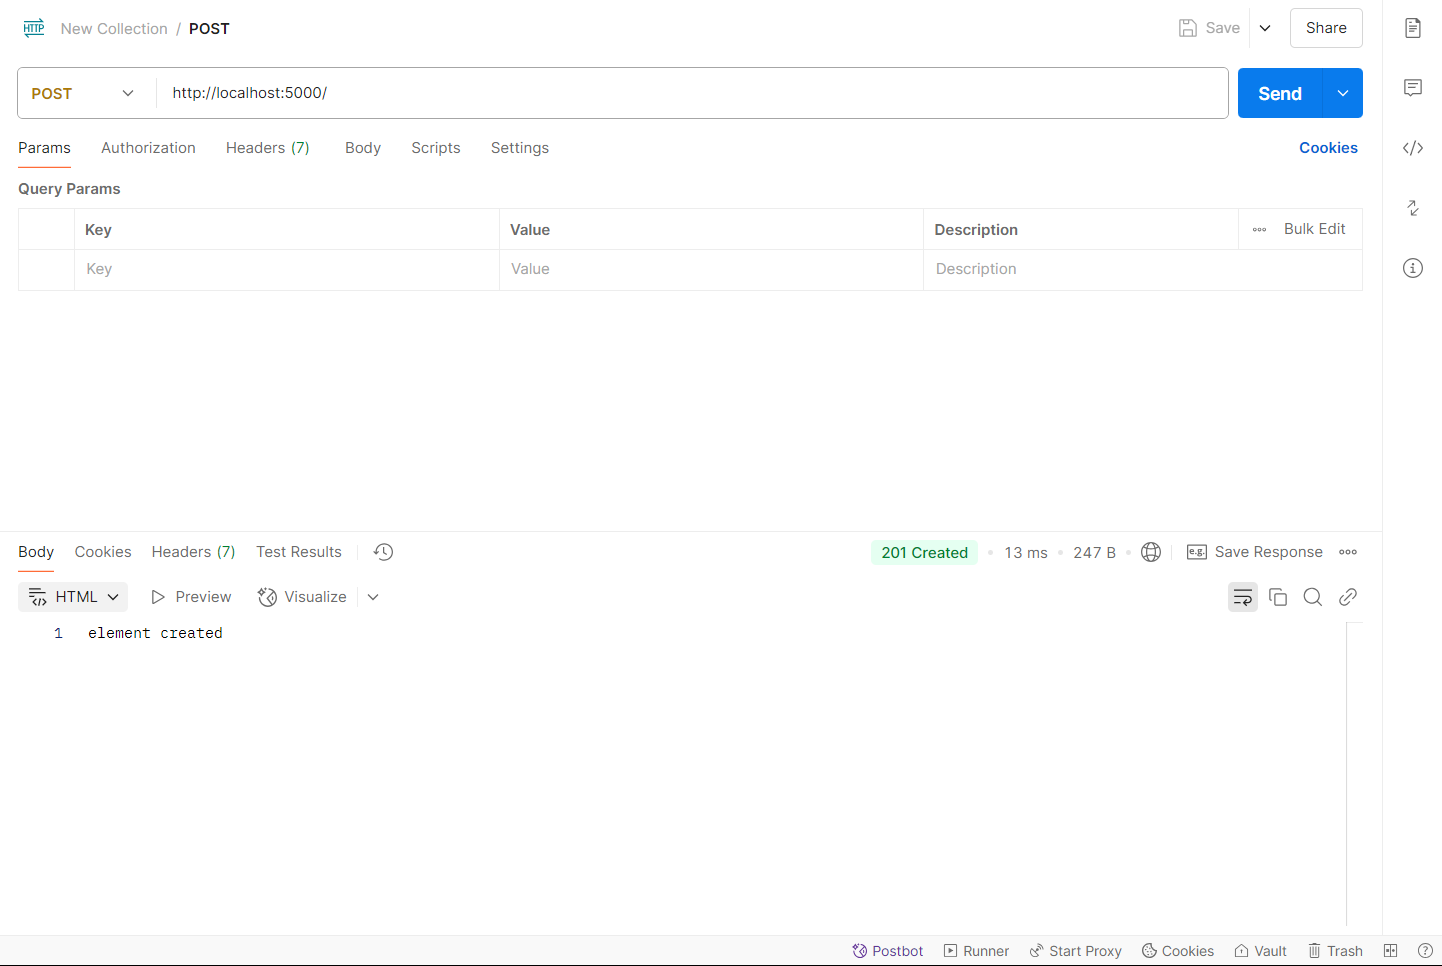 HTTP New Collection / POST Save Share
POST http://localhost:5000/ Send
Params Authorization Headers (7) Body Scripts Settings Cookies
Query Params
Key Value Description Bulk Edit
Key Value Description
Body Cookies Headers (7) Test Results 201 Created 13 ms 247 B e.g. Save Response
HTML Preview Visualize
1 element created
Postbot Runner Start Proxy Cookies Vault Trash